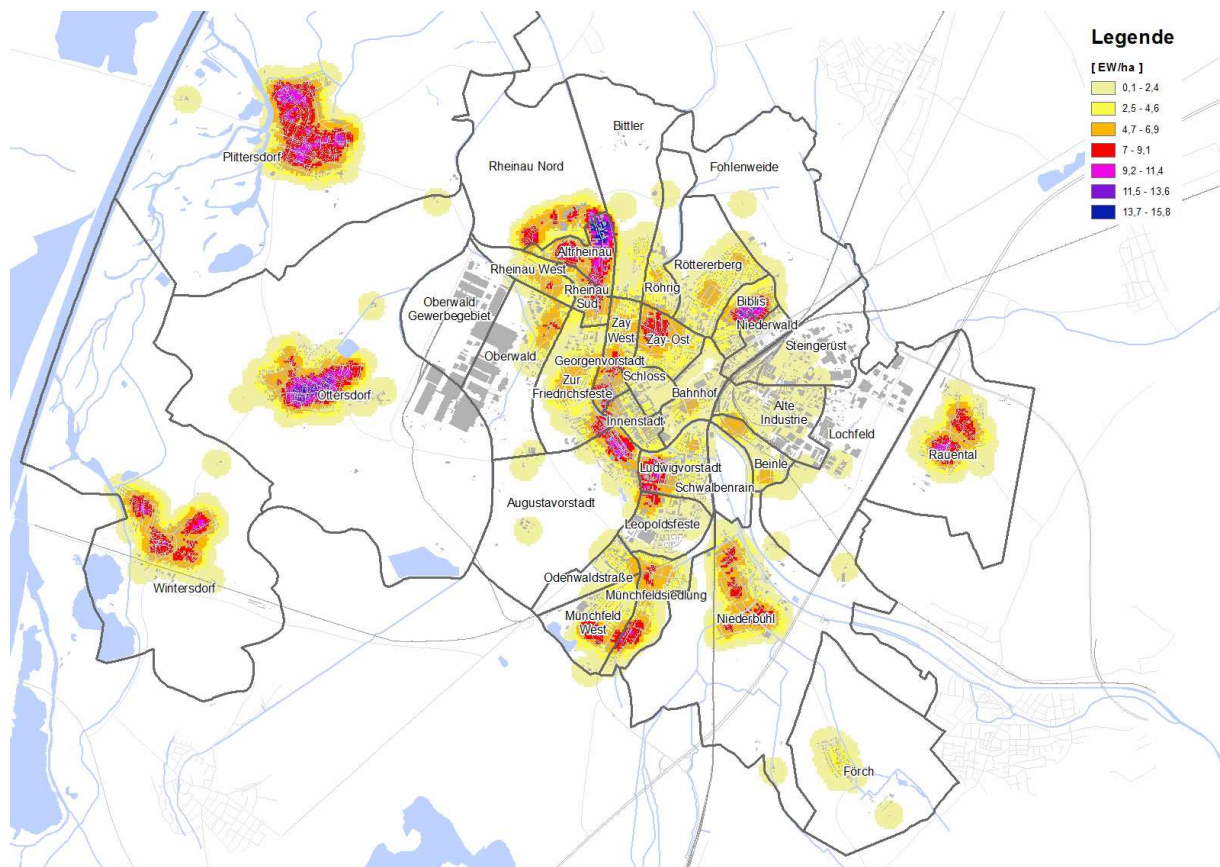 Legende
[ EW/ha ]
0,1 - 2,4
2,5 - 4,6
4,7 - 6,9
7 - 9,1
9,2 - 11,4
11,5 - 13,6
13,7 - 15,8
Bittler
Plittersdorf
Rheinau Nord
Fohlenweide
Altrheinau
Rheinau West
Röttererberg
Röhrig
Rheinau
Süd
Oberwald
Gewerbegebiet
Biblis
Niederwald
Zay
West
Zay-Ost
Steingerüst
Oberwald
Georgenvorstadt
Schloss
Zur
Friedrichsfeste
Bahnhof
Ottersdorf
Alte
Industrie
Innenstadt
Lochfeld
Rauental
Ludwigvorstadt
Beinle
Schwalbenrain
Augustavorstadt
Leopoldsfeste
Odenwaldstraße
Wintersdorf
Münchfeldsiedlung
Münchfeld
West
Niederbühl
Förch